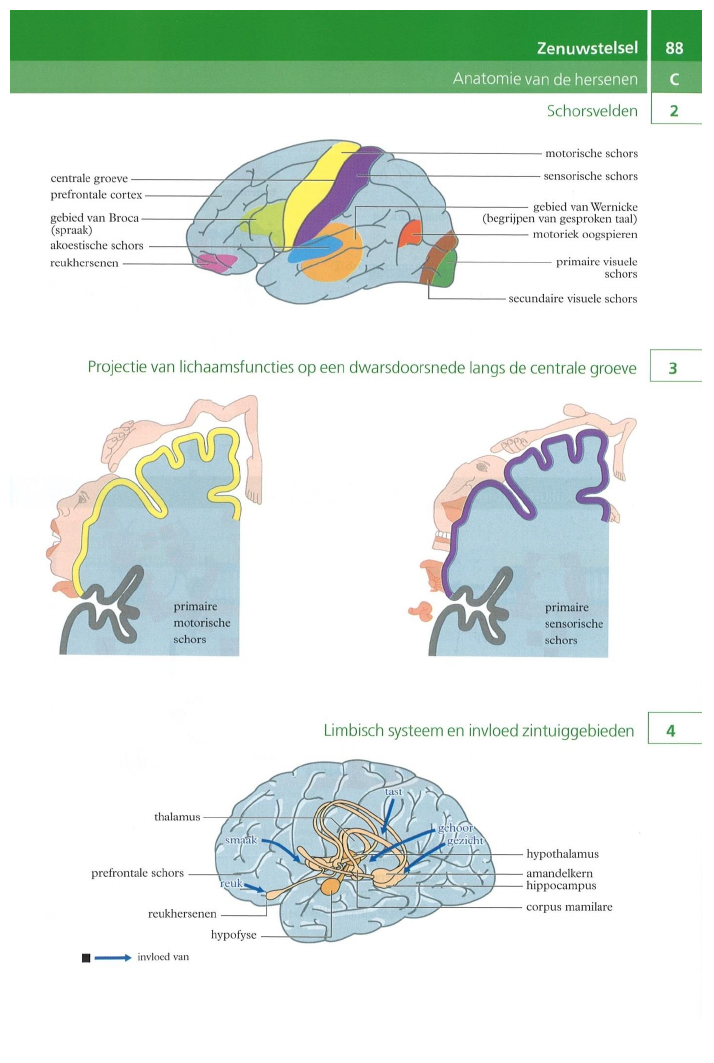 Zenuwstelsel 88
Anatomie van de hersenen C
Schorsvelden 2
motorische schors
sensorische schors
centrale groeve
prefrontale cortex
gebied van Broca
(spraak)
akoestische schors
reukhersenen
gebied van Wernicke
(begrijpen van gesproken taal)
motoriek oogspieren
primaire visuele
schors
secundaire visuele schors
Projectie van lichaamsfuncties op een dwarsdoorsnede langs de centrale groeve 3
primaire
motorische
schors
primaire
sensorische
schors
Limbisch systeem en invloed zintuiggebieden 4
tast
thalamus
smaak
gehoor
gezicht
hypothalamus
prefrontale schors
amandelkern
reuk
hippocampus
reukhersenen
corpus mamilare
hypofyse
invloed van